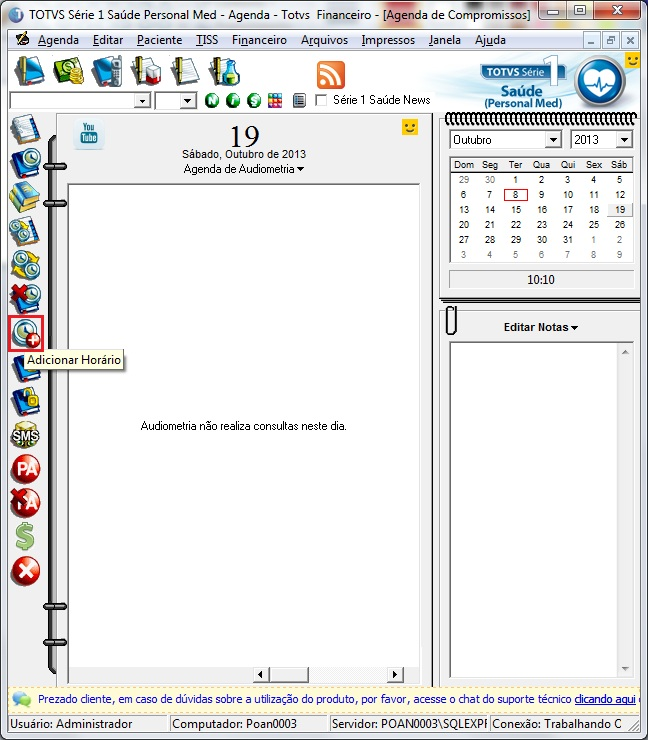 TOTVS Série 1 Saúde Personal Med - Agenda - Totvs Financeiro - [Agenda de Compromissos]
Agenda Editar Paciente TISS Financeiro Arquivos Impressos Janela Ajuda
TOTVS Série 1
Saúde
(Personal Med)
N I S Série 1 Saúde News
You
Tube
19
Sábado, Outubro de 2013
Agenda de Audiometria
Outubro 2013
Dom Seg Ter Qua Qui Sex Sáb
29 30 1 2 3 4 5
6 7 8 9 10 11 12
13 14 15 16 17 18 19
20 21 22 23 24 25 26
27 28 29 30 31 1 2
3 4 5 6 7 8 9
10:10
Editar Notas
Adicionar Horário
Audiometria não realiza consultas neste dia.
SMS
PA
PA
$
Prezado cliente, em caso de dúvidas sobre a utilização do produto, por favor, acesse o chat do suporte técnico clicando aqui
Usuário: Administrador Computador: Poan0003 Servidor: POAN0003\SQLEXPF Conexão: Trabalhando C